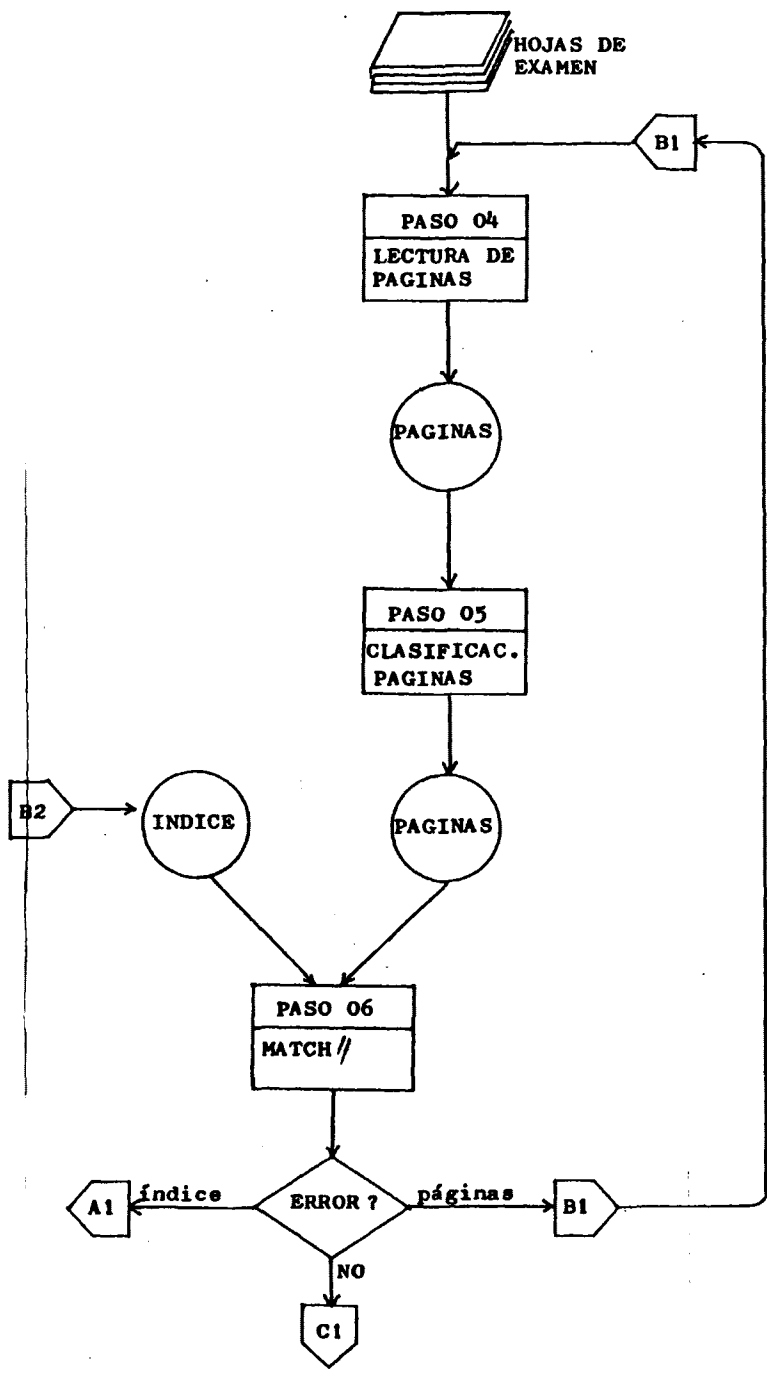 HOJAS DE
EXAMEN
B1
PASO 04
LECTURA DE
PAGINAS
PAGINAS
PASO 05
CLASIFICAC.
PAGINAS
B2
INDICE
PAGINAS
PASO 06
MATCH //
A1
índice
ERROR ?
páginas
B1
NO
C1